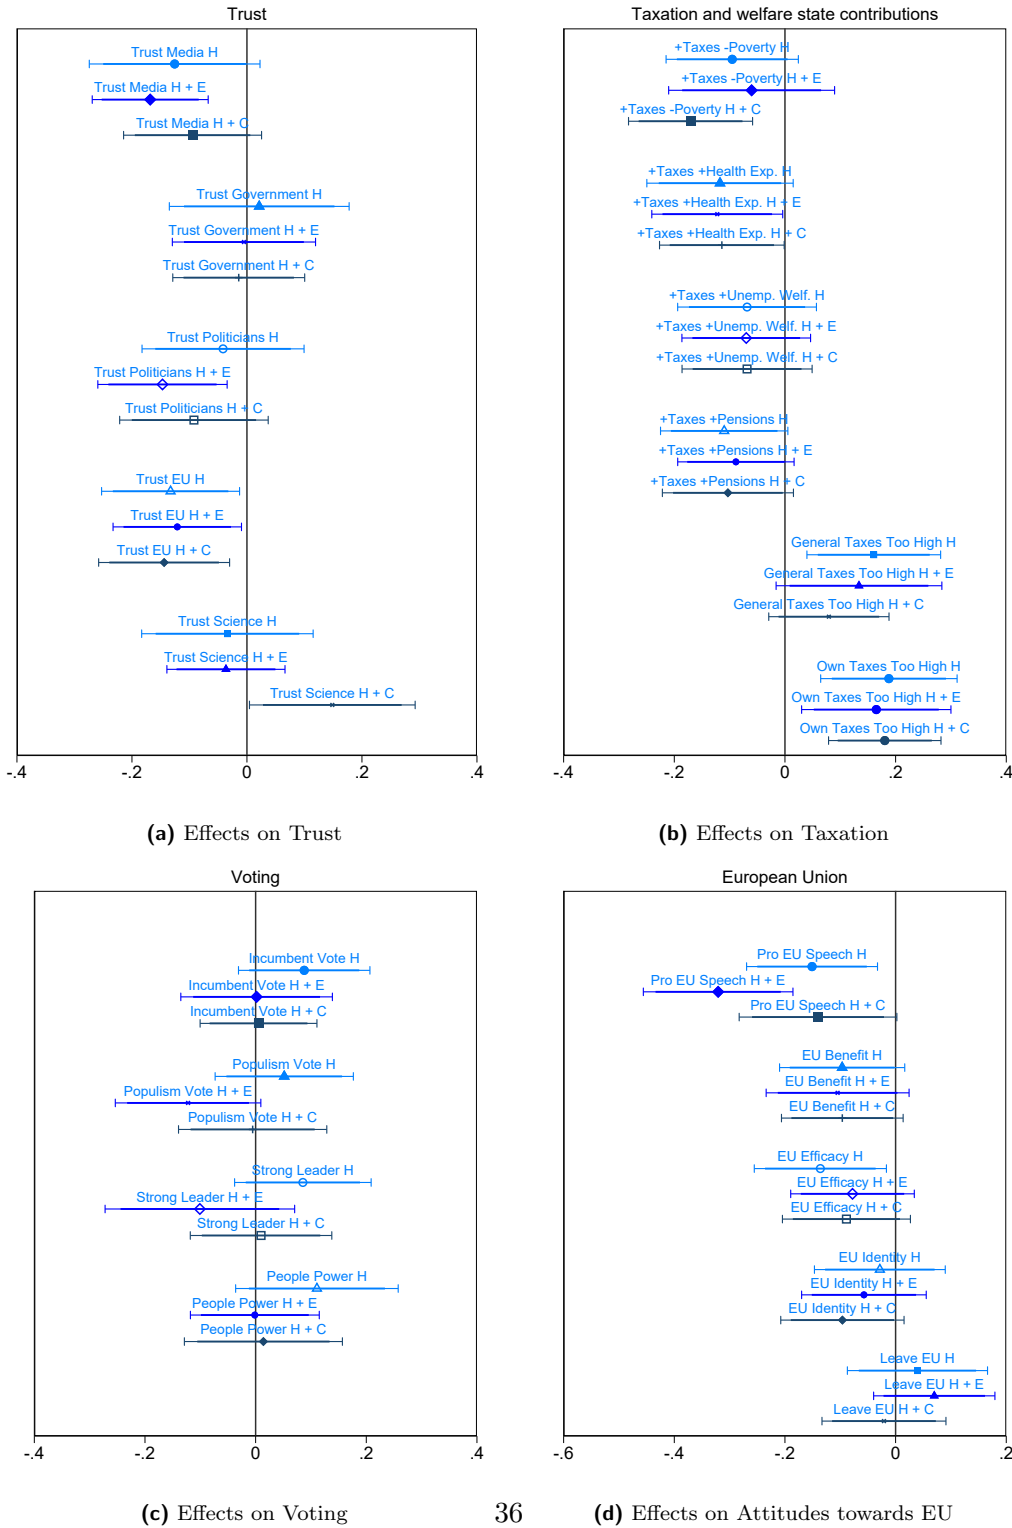 Trust
Trust Media H
Trust Media H + E
Trust Media H + C
Trust Government H
Trust Government H + E
Trust Government H + C
Trust Politicians H
Trust Politicians H + E
Trust Politicians H + C
Trust EU H
Trust EU H + E
Trust EU H + C
Trust Science H
Trust Science H + E
Trust Science H + C
-.4 -.2 0 .2 .4
(a) Effects on Trust
Taxation and welfare state contributions
+Taxes -Poverty H
+Taxes -Poverty H + E
+Taxes -Poverty H + C
+Taxes +Health Exp. H
+Taxes +Health Exp. H + E
+Taxes +Health Exp. H + C
+Taxes +Unemp. Welf. H
+Taxes +Unemp. Welf. H + E
+Taxes +Unemp. Welf. H + C
+Taxes +Pensions H
+Taxes +Pensions H + E
+Taxes +Pensions H + C
General Taxes Too High H
General Taxes Too High H + E
General Taxes Too High H + C
Own Taxes Too High H
Own Taxes Too High H + E
Own Taxes Too High H + C
-.4 -.2 0 .2 .4
(b) Effects on Taxation
Voting
Incumbent Vote H
Incumbent Vote H + E
Incumbent Vote H + C
Populism Vote H
Populism Vote H + E
Populism Vote H + C
Strong Leader H
Strong Leader H + E
Strong Leader H + C
People Power H
People Power H + E
People Power H + C
-.4 -.2 0 .2 .4
(c) Effects on Voting
European Union
Pro EU Speech H
Pro EU Speech H + E
Pro EU Speech H + C
EU Benefit H
EU Benefit H + E
EU Benefit H + C
EU Efficacy H
EU Efficacy H + E
EU Efficacy H + C
EU Identity H
EU Identity H + E
EU Identity H + C
Leave EU H
Leave EU H + E
Leave EU H + C
-.6 -.4 -.2 0 .2
(d) Effects on Attitudes towards EU
36